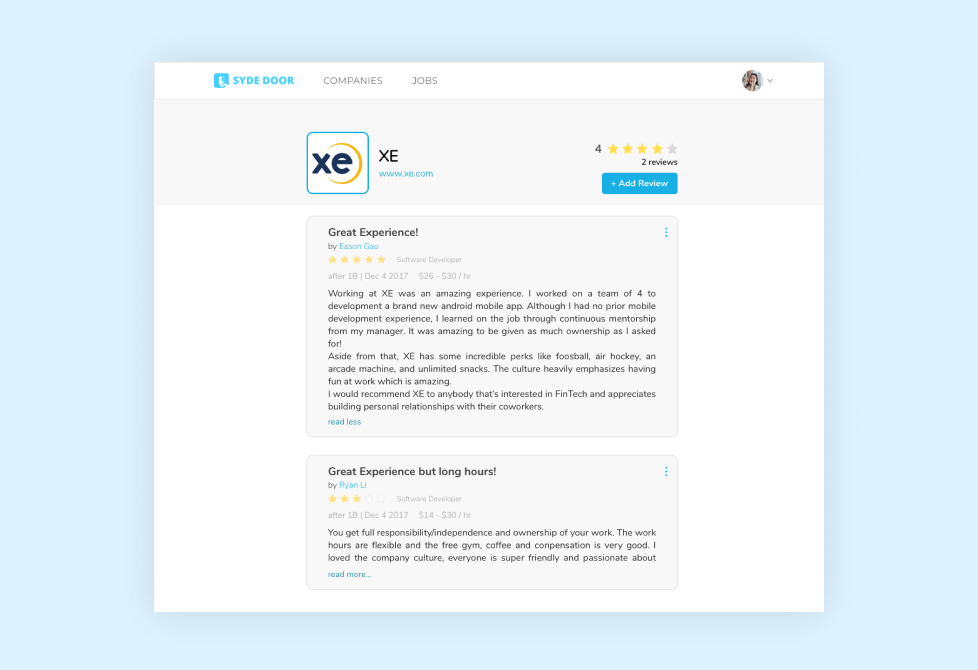 SYDE DOOR COMPANIES JOBS
xe
XE
www.xe.com
4
2 reviews
+ Add Review
Great Experience!
by Eason Gao
Software Developer
after 1B | Dec 4 2017 $26 - $30 / hr
Working at XE was an amazing experience. I worked on a team of 4 to
development a brand new android mobile app. Although I had no prior mobile
development experience, I learned on the job through continuous mentorship
from my manager. It was amazing to be given as much ownership as I asked
for!
Aside from that, XE has some incredible perks like foosball, air hockey, an
arcade machine, and unlimited snacks. The culture heavily emphasizes having
fun at work which is amazing.
I would recommend XE to anybody that's interested in FinTech and appreciates
building personal relationships with their coworkers.
read less
Great Experience but long hours!
by Ryan Li
Software Developer
after 1B | Dec 4 2017 $14 - $30 / hr
You get full responsibility/independence and ownership of your work. The work
hours are flexible and the free gym, coffee and conpensation is very good. I
loved the company culture, everyone is super friendly and passionate about
read more...